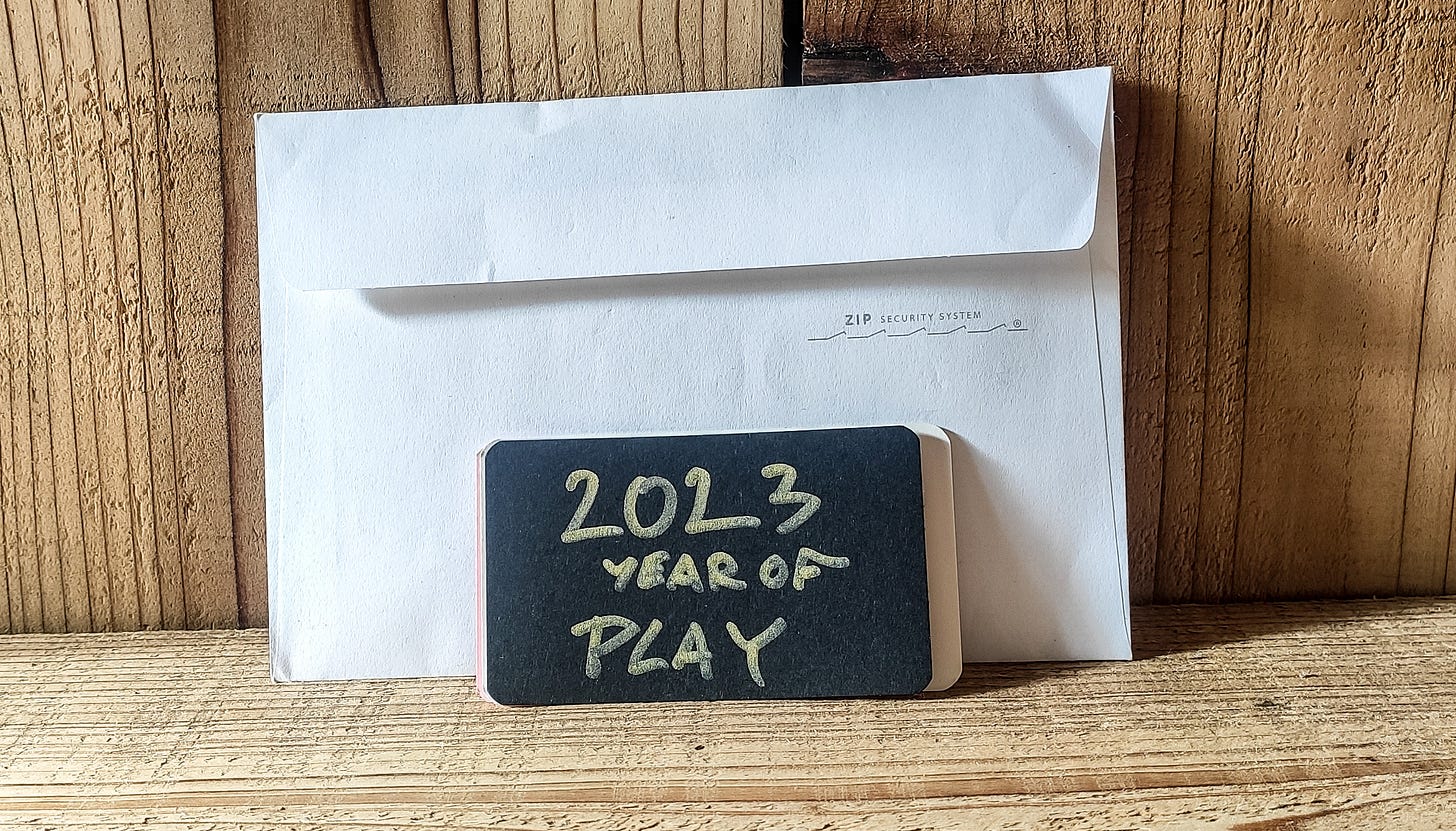 ZIP SECURITY SYSTEM ®
2023
YEAR OF
PLAY